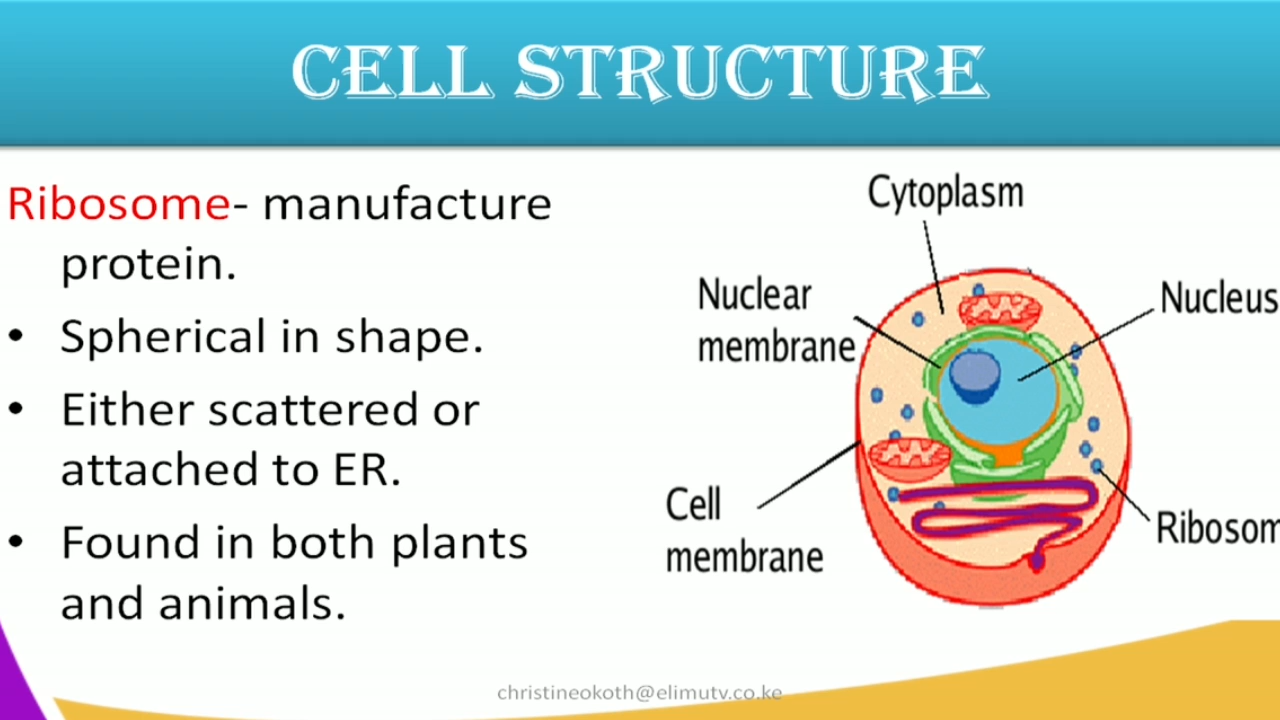 CELL STRUCTURE
Ribosome- manufacture
protein.
• Spherical in shape.
• Either scattered or
attached to ER.
• Found in both plants
and animals.
Cytoplasm
Nuclear
membrane
Nucleus
Cell
membrane
Ribosom
christineokoth@elimutv.co.ke